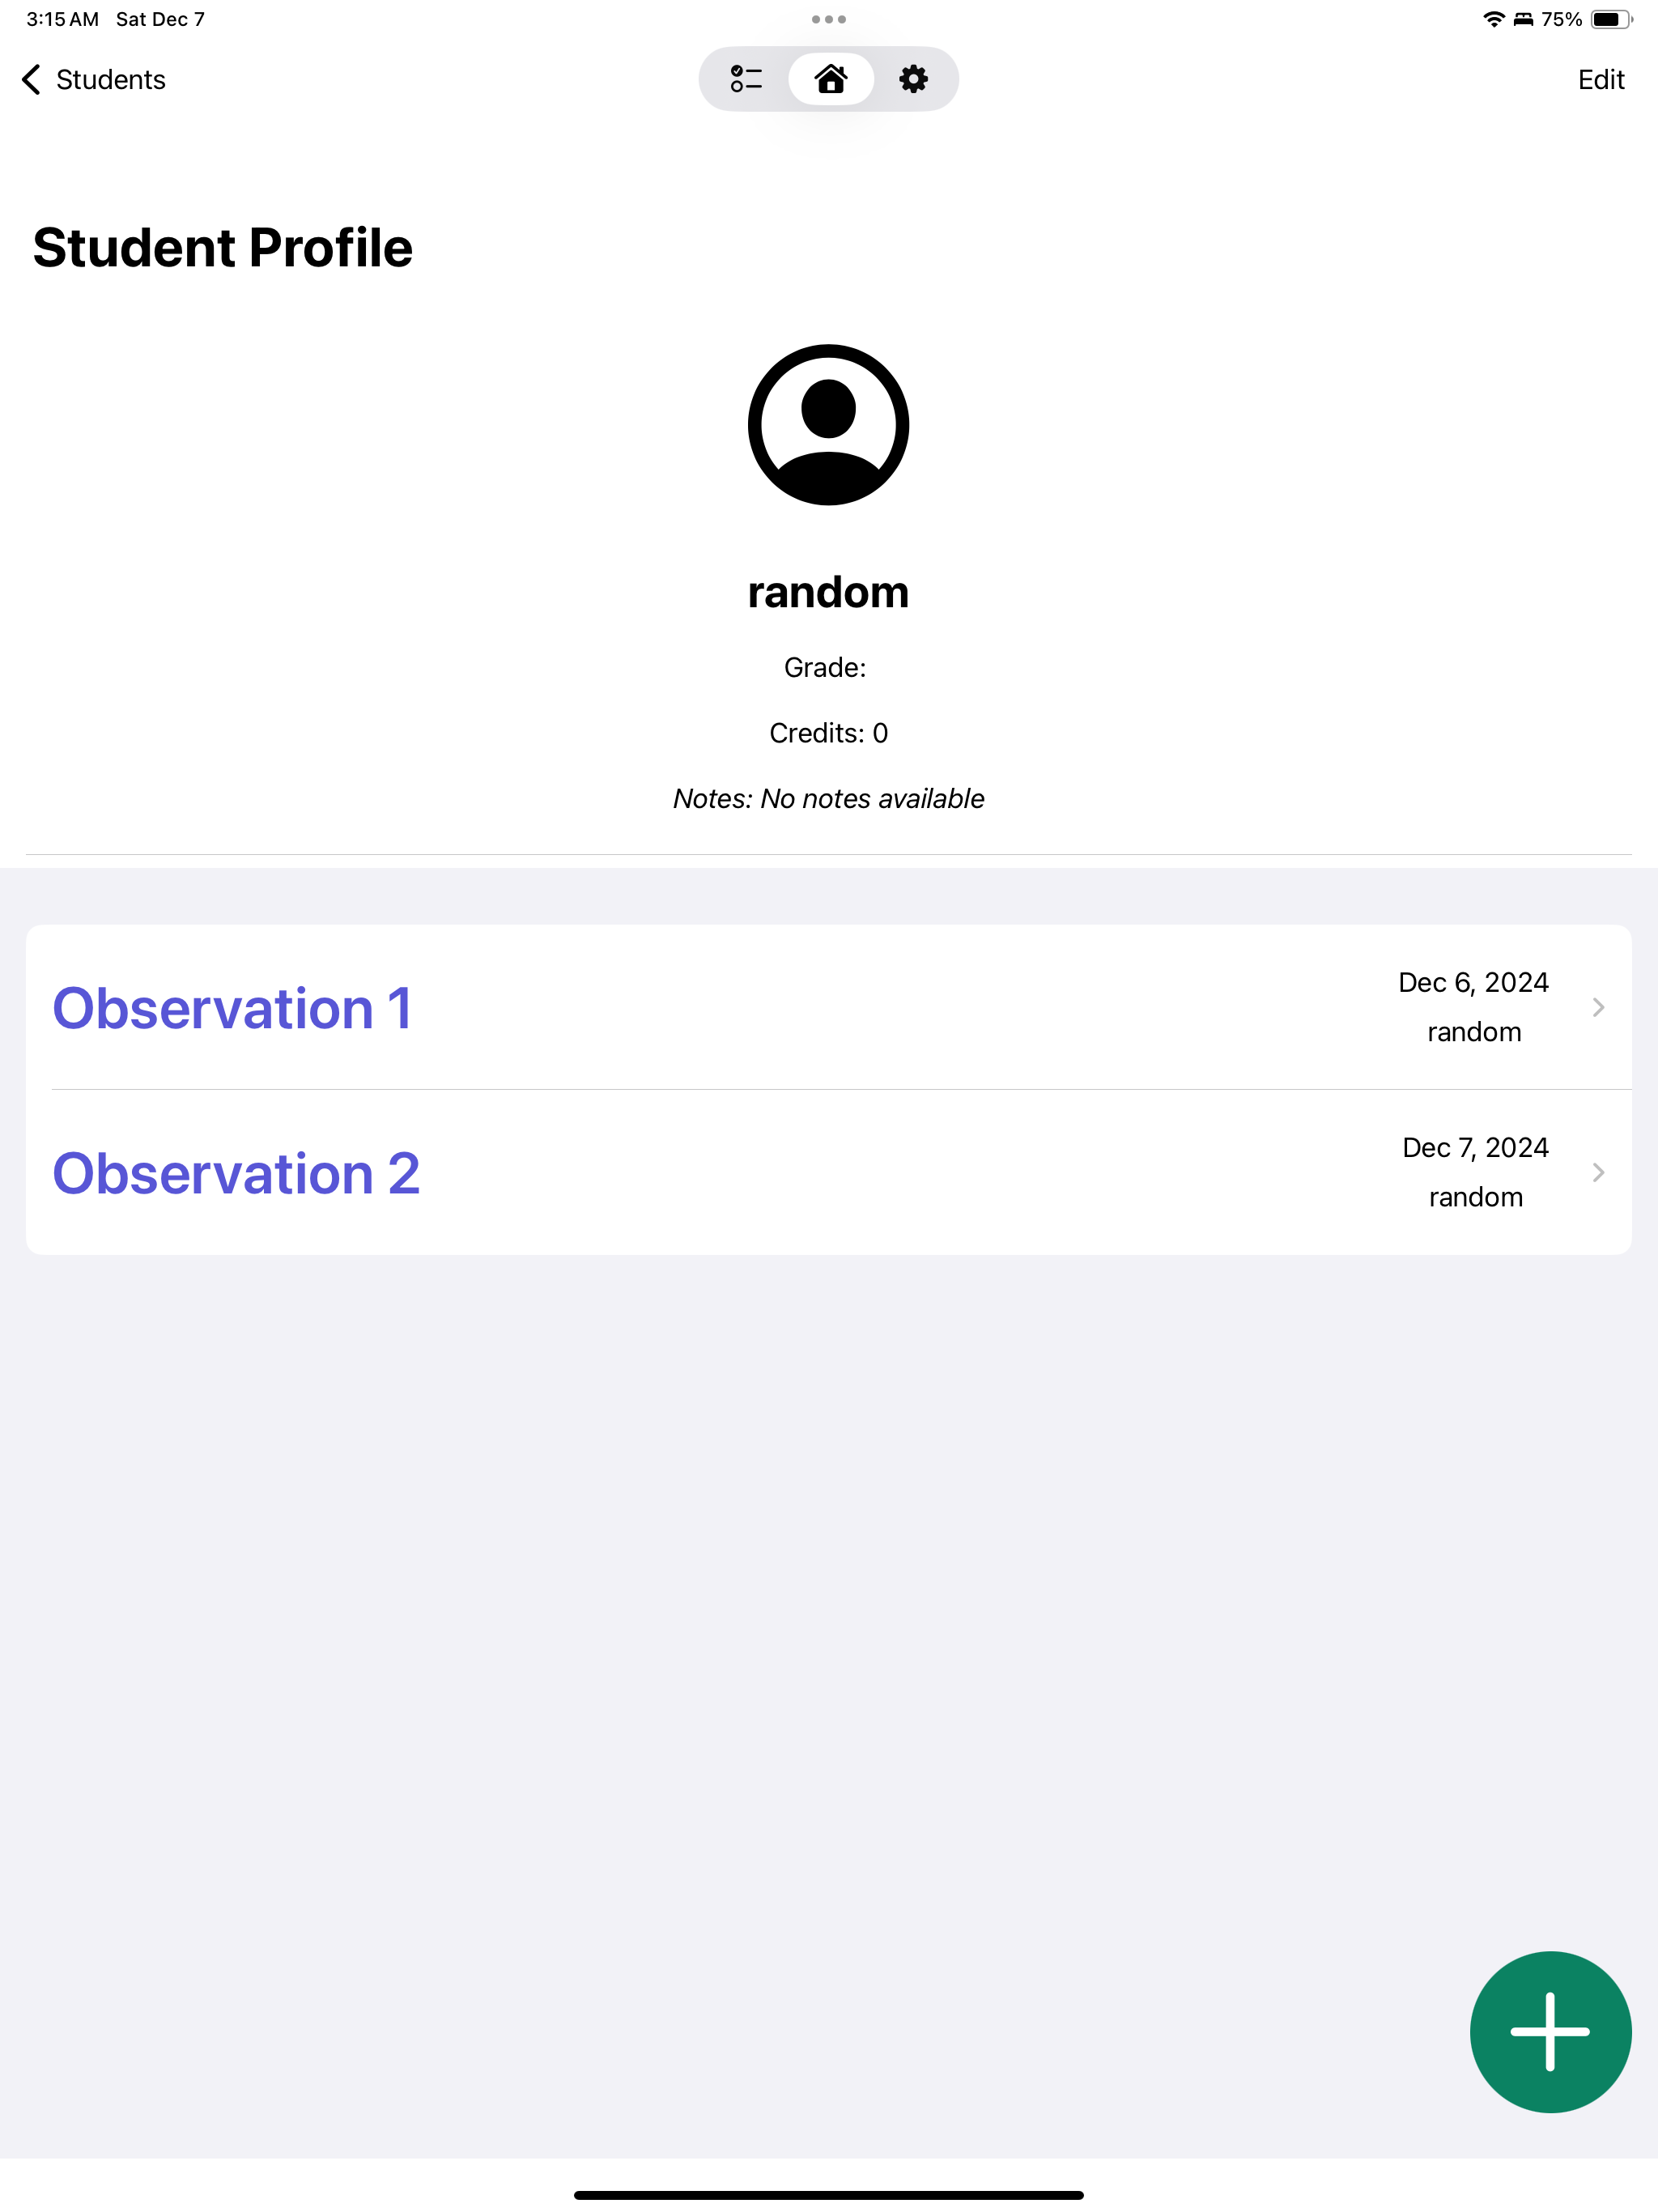 3:15 AM Sat Dec 7
75%
Students
Edit
Student Profile
random
Grade:
Credits: 0
Notes: No notes available
Observation 1
Dec 6, 2024
random
Observation 2
Dec 7, 2024
random